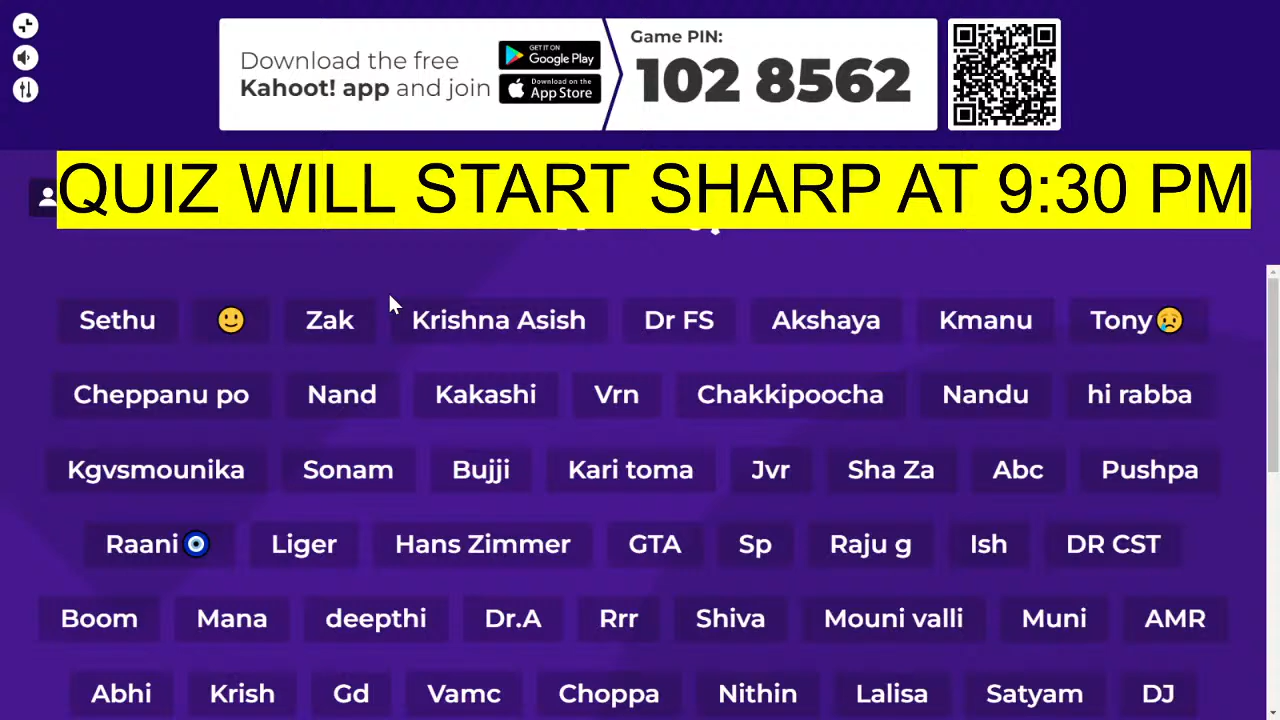 Download the free
Kahoot! app and join
GET IT ON
Google Play
Download on the
App Store
Game PIN:
102 8562
QUIZ WILL START SHARP AT 9:30 PM
Sethu 🙂 Zak Krishna Asish Dr FS Akshaya Kmanu Tony😢
Cheppanu po Nand Kakashi Vrn Chakkipoocha Nandu hi rabba
Kgvsmounika Sonam Bujji Kari toma Jvr Sha Za Abc Pushpa
Raani🧿 Liger Hans Zimmer GTA Sp Raju g Ish DR CST
Boom Mana deepthi Dr.A Rrr Shiva Mouni valli Muni AMR
Abhi Krish Gd Vamc Choppa Nithin Lalisa Satyam DJ